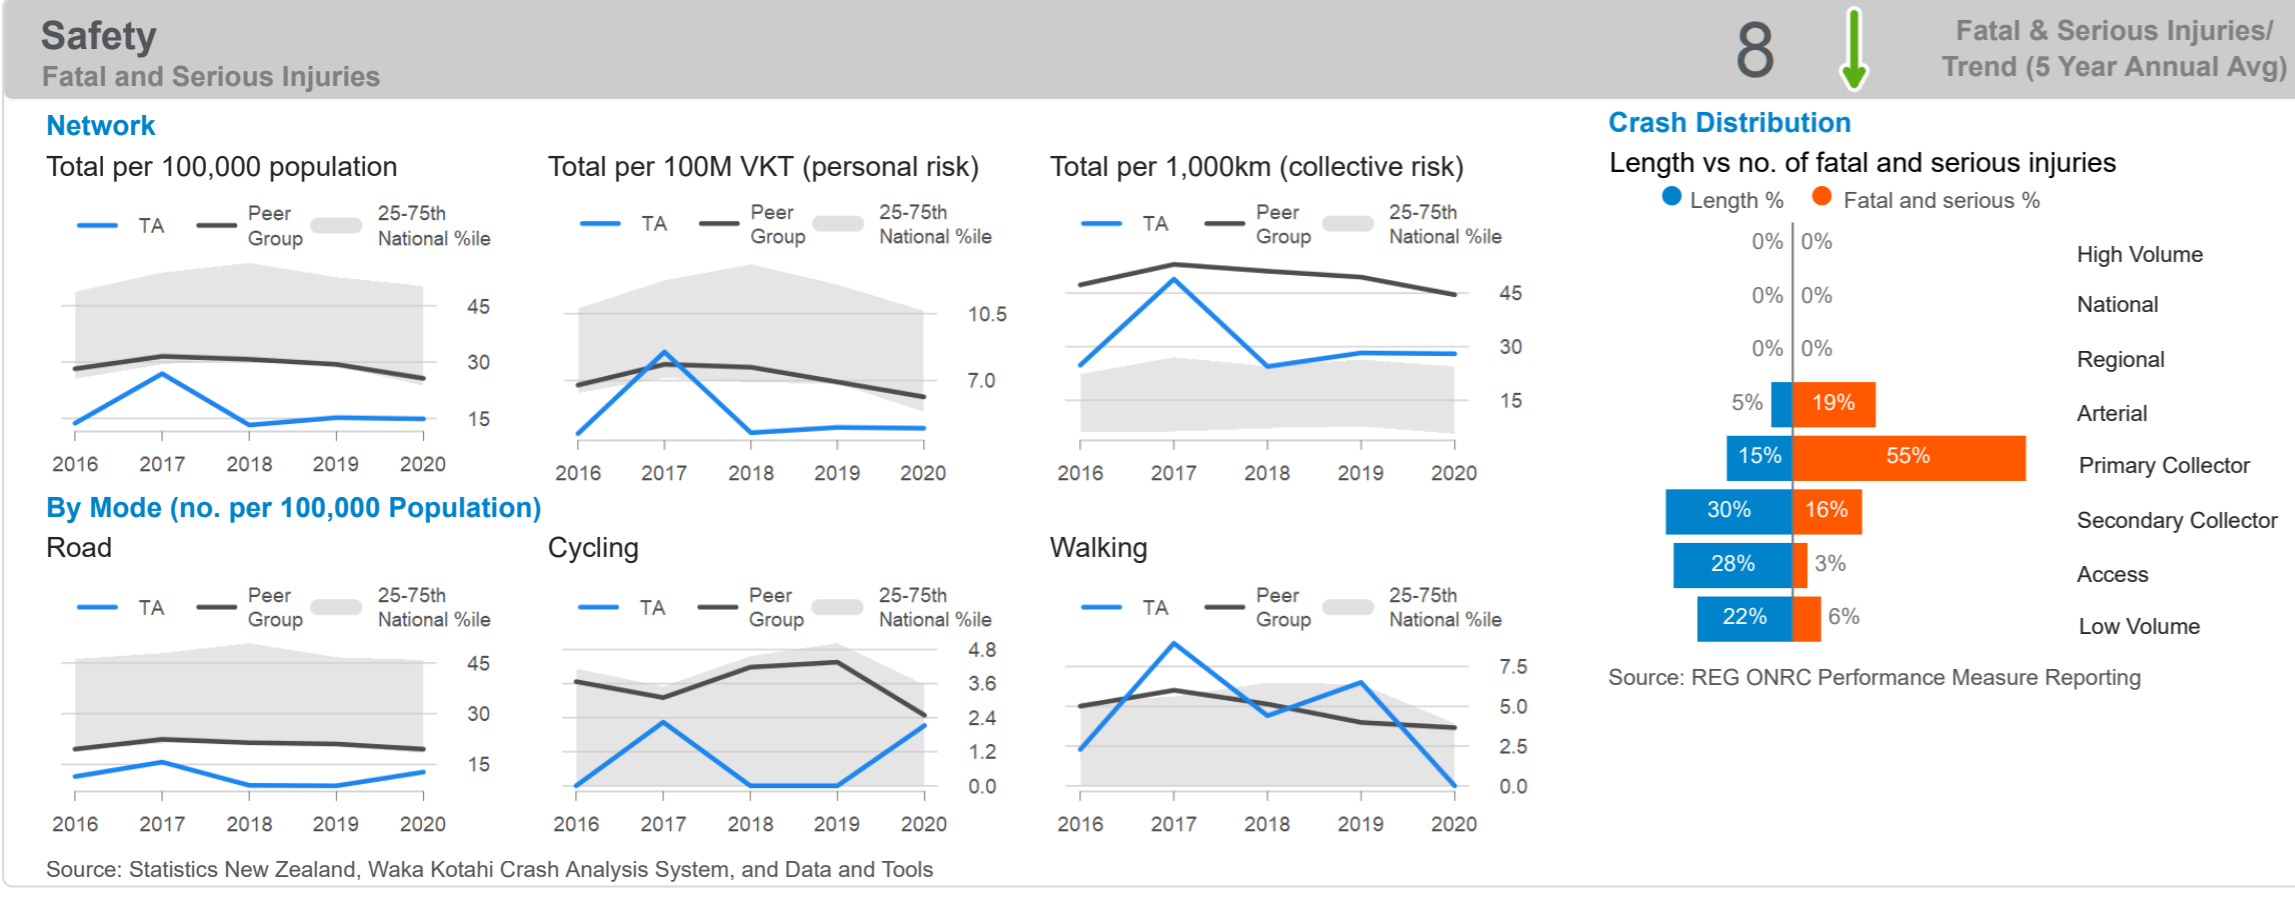 Safety
Fatal and Serious Injuries
8
Fatal & Serious Injuries/
Trend (5 Year Annual Avg)
Network
Total per 100,000 population
TA
Peer
Group
25-75th
National %ile
45
30
15
2016 2017 2018 2019 2020
Total per 100M VKT (personal risk)
TA
Peer
Group
25-75th
National %ile
10.5
7.0
2016 2017 2018 2019 2020
Total per 1,000km (collective risk)
TA
Peer
Group
25-75th
National %ile
45
30
15
2016 2017 2018 2019 2020
By Mode (no. per 100,000 Population)
Road
TA
Peer
Group
25-75th
National %ile
45
30
15
2016 2017 2018 2019 2020
Cycling
TA
Peer
Group
25-75th
National %ile
4.8
3.6
2.4
1.2
0.0
2016 2017 2018 2019 2020
Walking
TA
Peer
Group
25-75th
National %ile
7.5
5.0
2.5
0.0
2016 2017 2018 2019 2020
Source: Statistics New Zealand, Waka Kotahi Crash Analysis System, and Data and Tools
Crash Distribution
Length vs no. of fatal and serious injuries
Length % Fatal and serious %
0% 0% High Volume
0% 0% National
0% 0% Regional
5% 19% Arterial
15% 55% Primary Collector
30% 16% Secondary Collector
28% 3% Access
22% 6% Low Volume
Source: REG ONRC Performance Measure Reporting